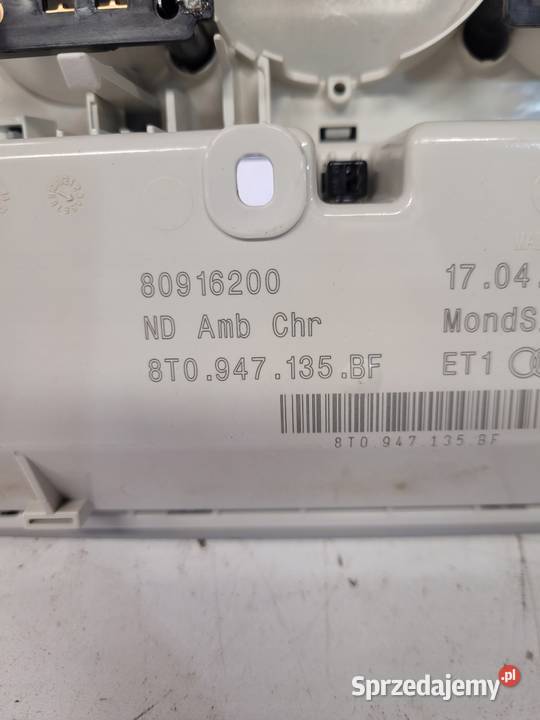 80916200
17.04.
ND Amb Chr
MondS
8T0.947.135.BF
ET1
8T0.947.135.BF
Sprzedajemy.pl